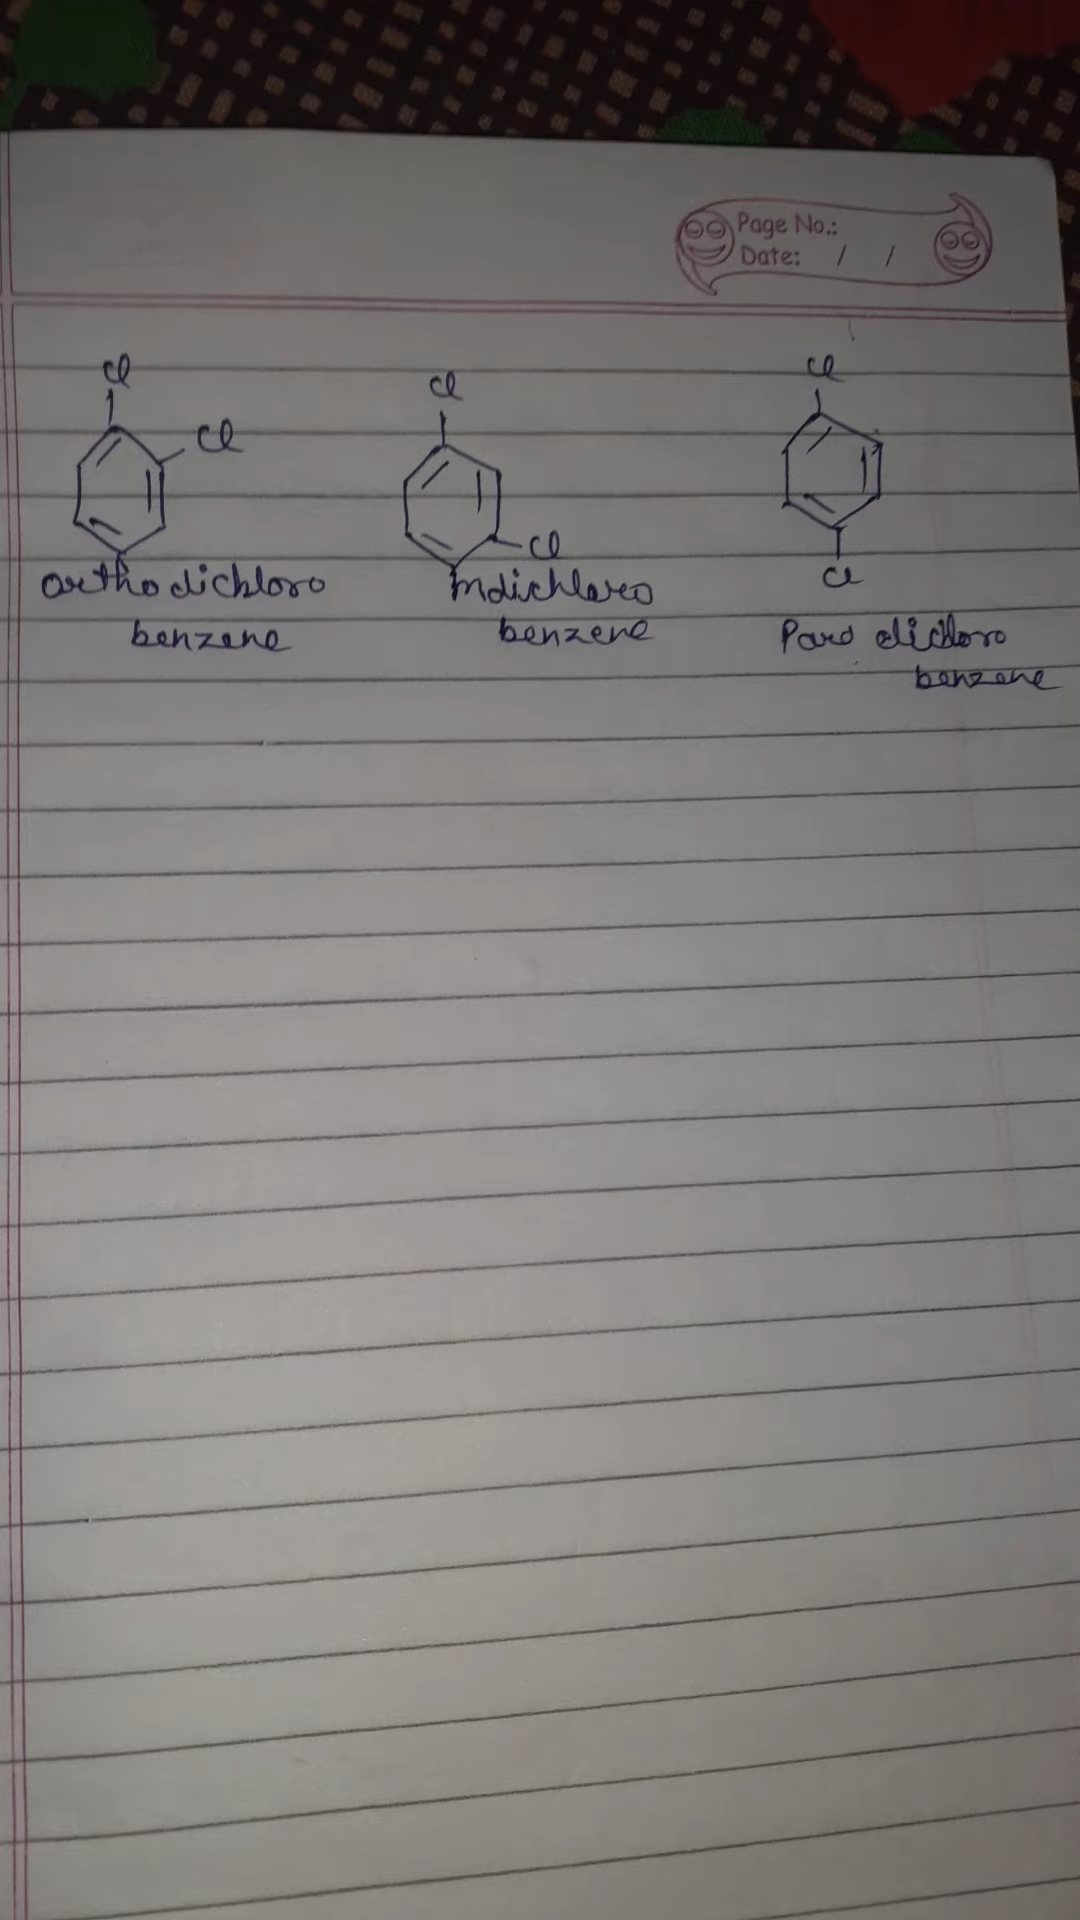 Page No.:
Date: / /
Cl Cl Cl
Cl
Cl
Cl
ortho dichloro mdichloro
benzene benzene Para dichloro
benzene